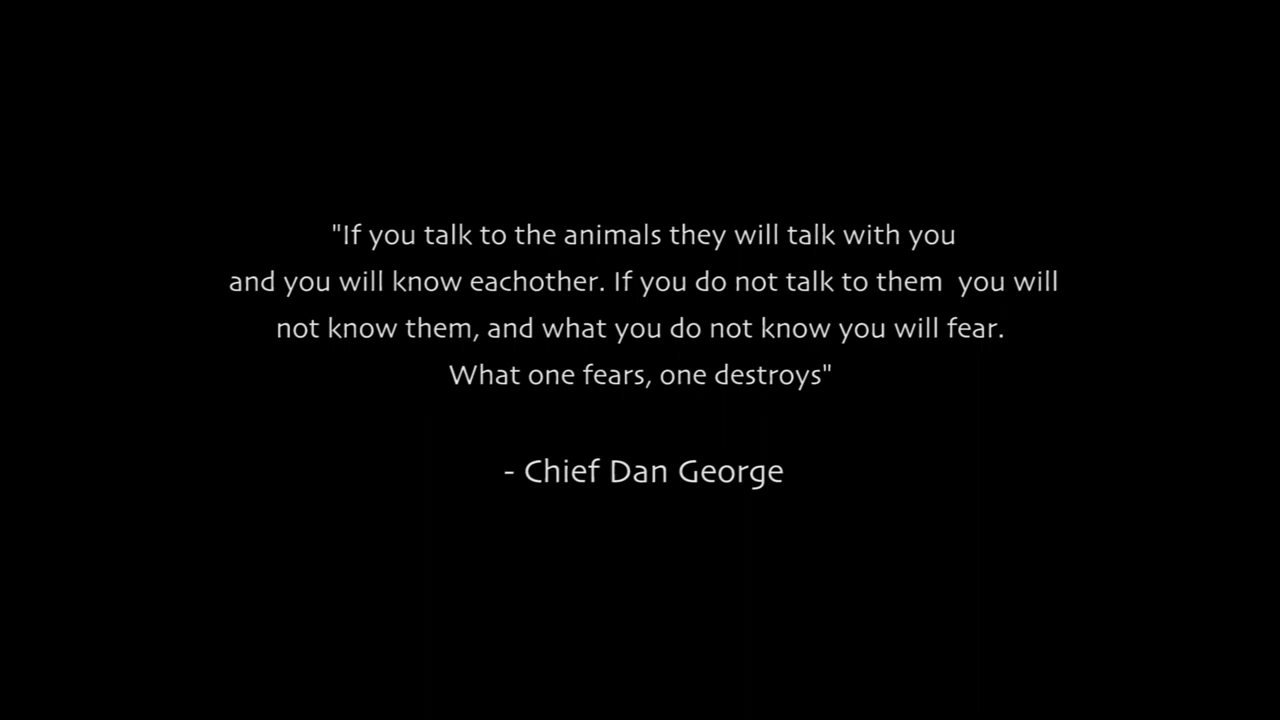 "If you talk to the animals they will talk with you
and you will know eachother. If you do not talk to them  you will
not know them, and what you do not know you will fear.
What one fears, one destroys"
- Chief Dan George